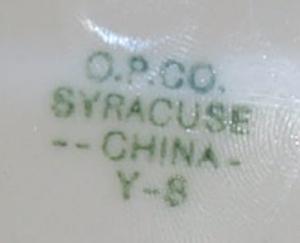 O.P.CO.
SYRACUSE
--CHINA-
Y-8